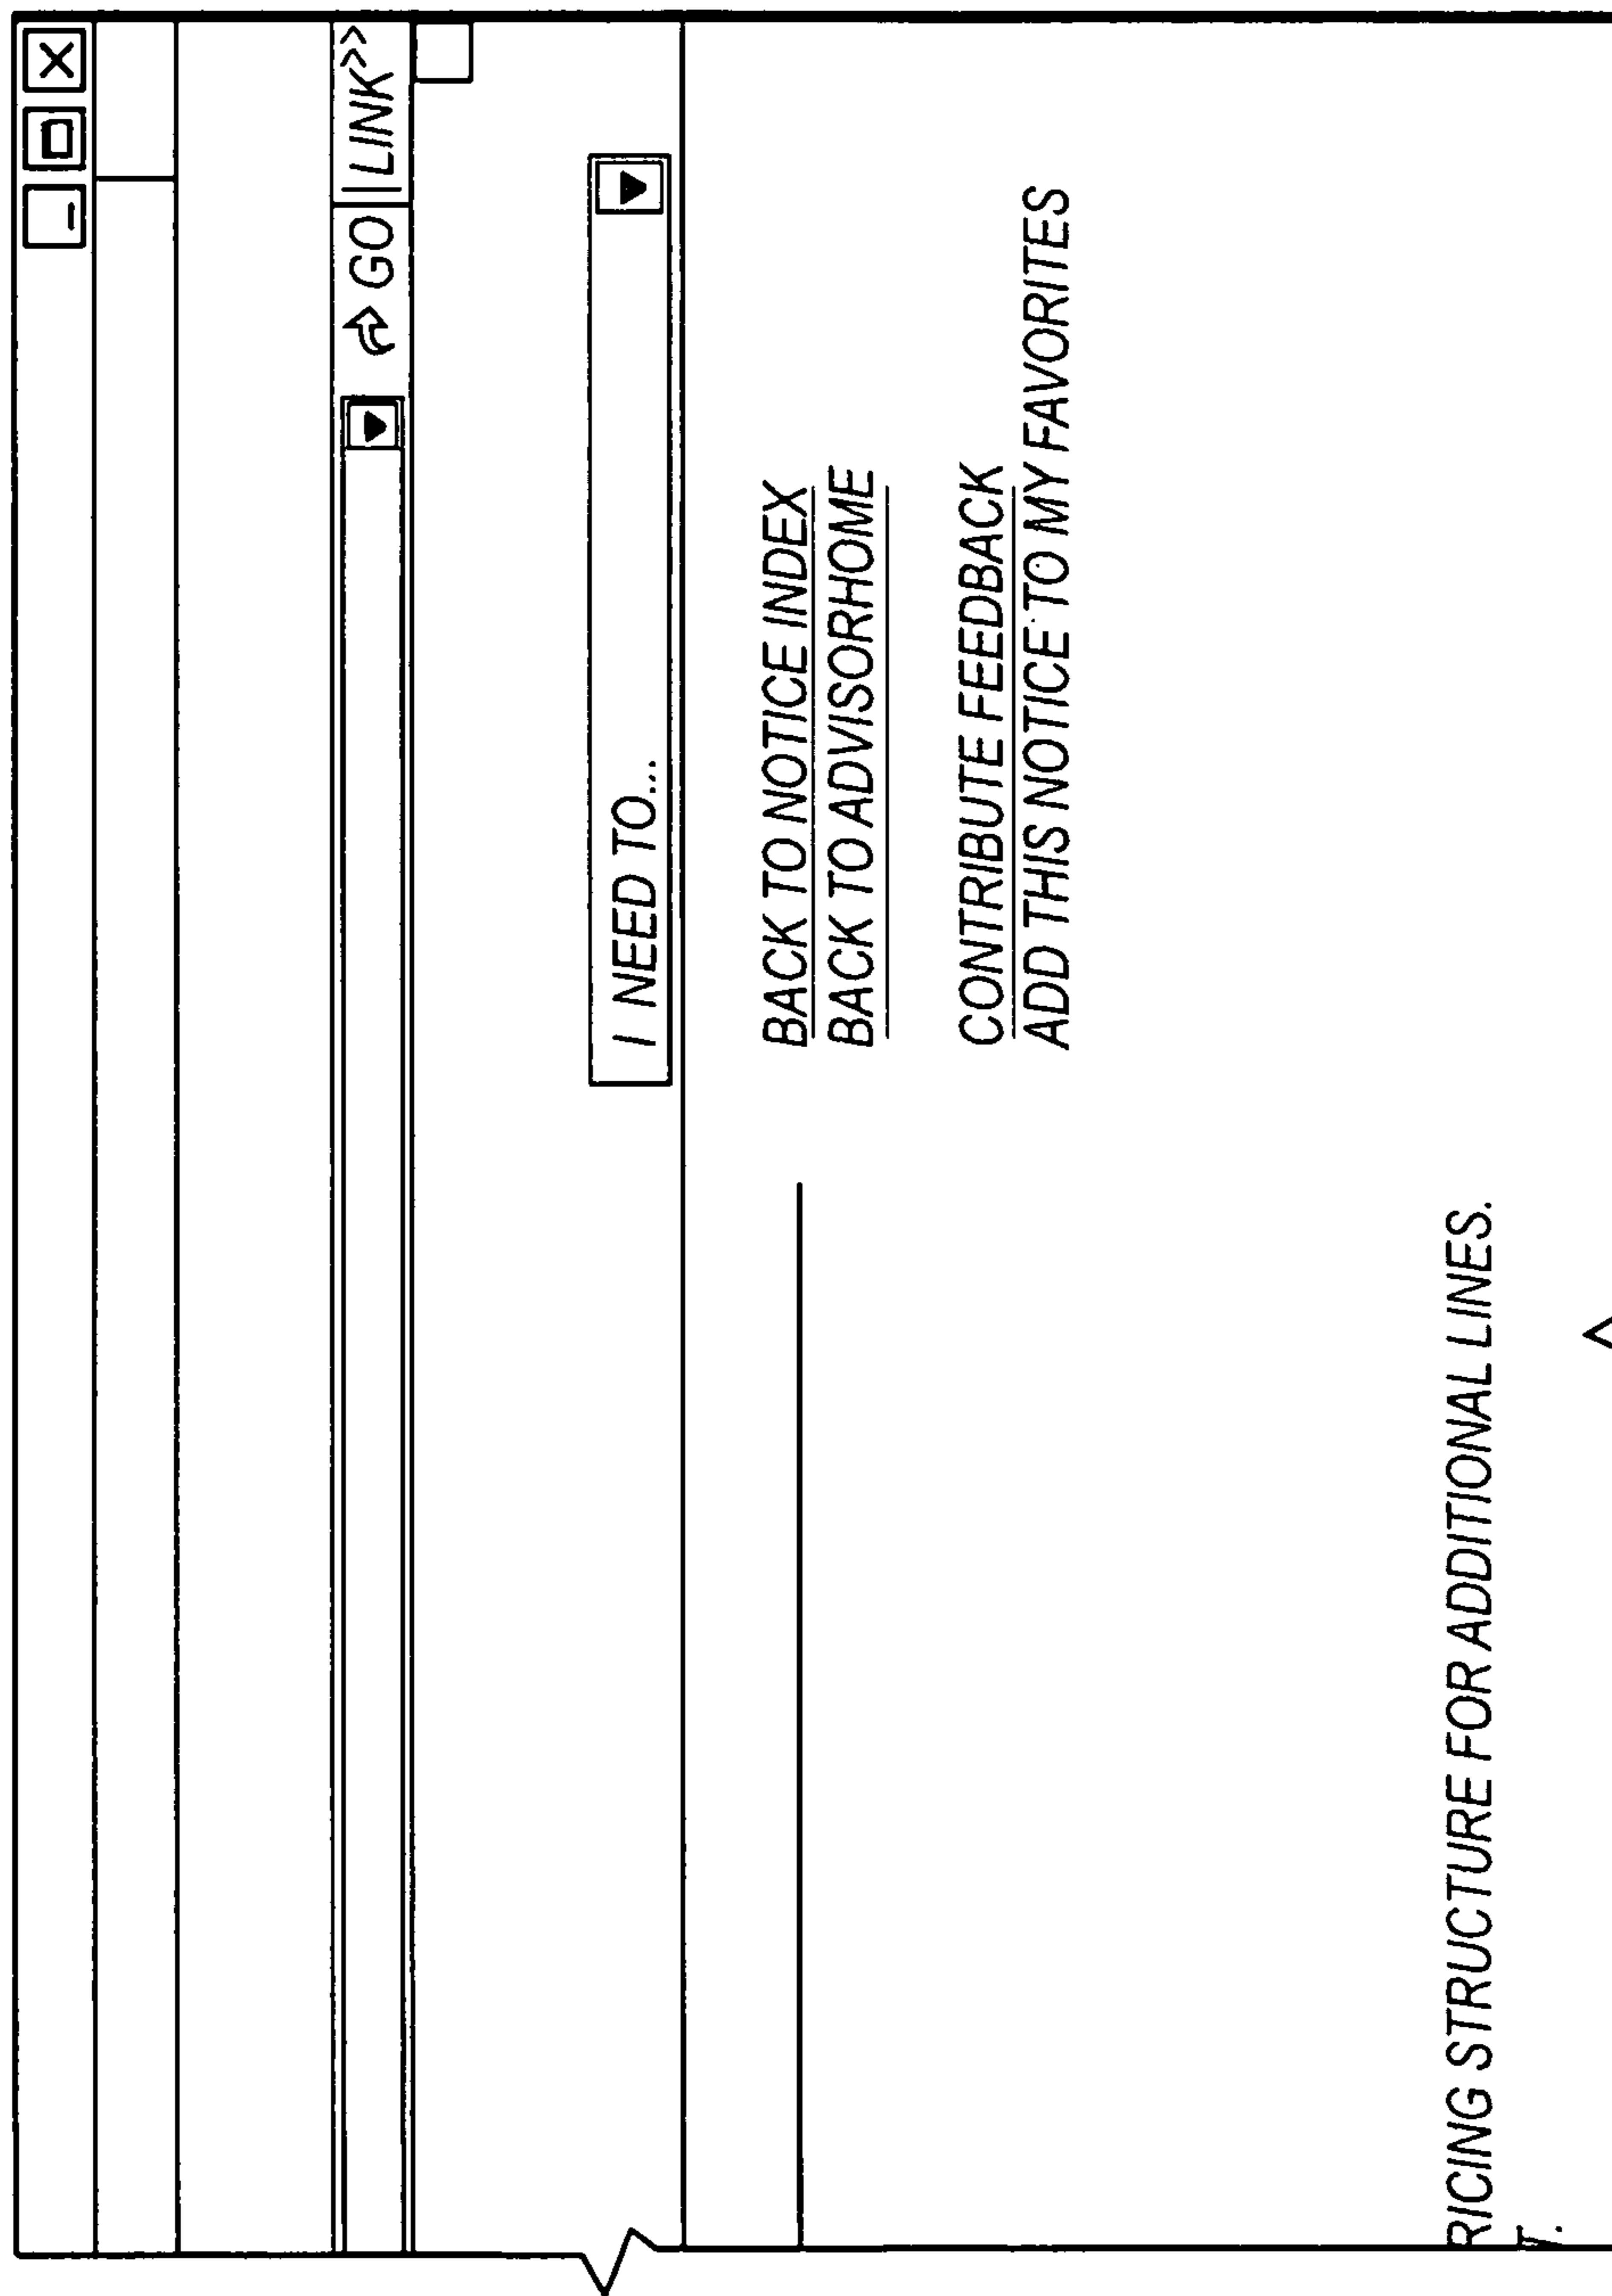 GO LINK>>
I NEED TO...
BACK TO NOTICE INDEX
BACK TO ADVISORHOME
CONTRIBUTE FEEDBACK
ADD THIS NOTICE TO MY FAVORITES
RICING STRUCTURE FOR ADDITIONAL LINES.
T.